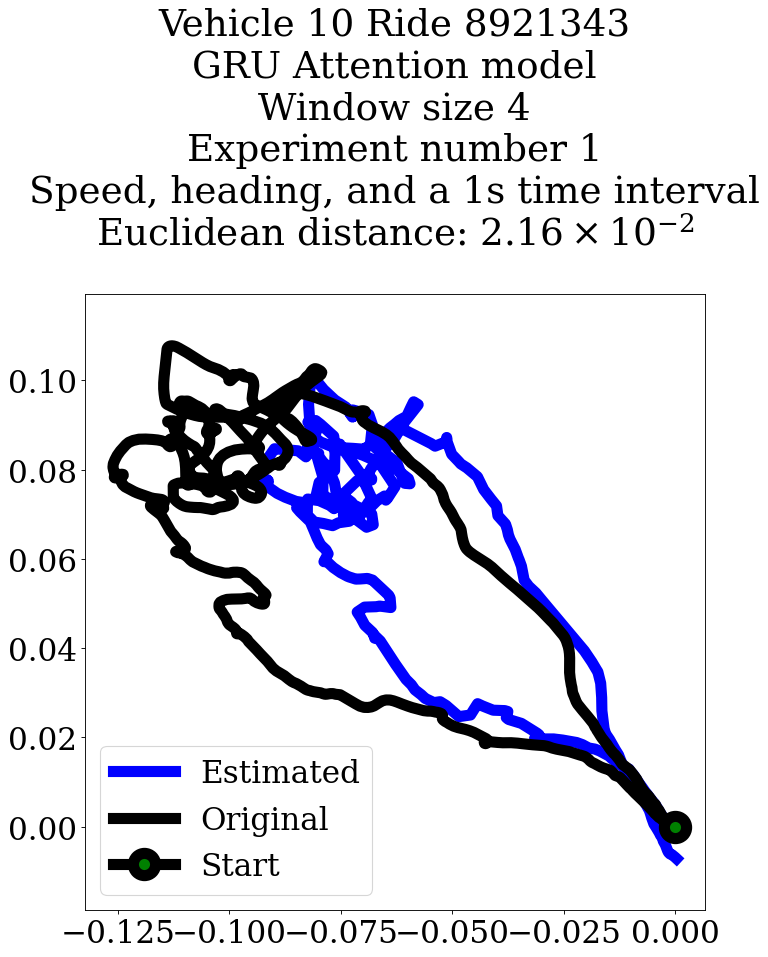 Vehicle 10 Ride 8921343
GRU Attention model
Window size 4
Experiment number 1
Speed, heading, and a 1s time interval
Euclidean distance: 2.16 × 10⁻²
0.10
0.08
0.06
0.04
0.02
0.00
Estimated
Original
Start
−0.125 −0.100 −0.075 −0.050 −0.025 0.000